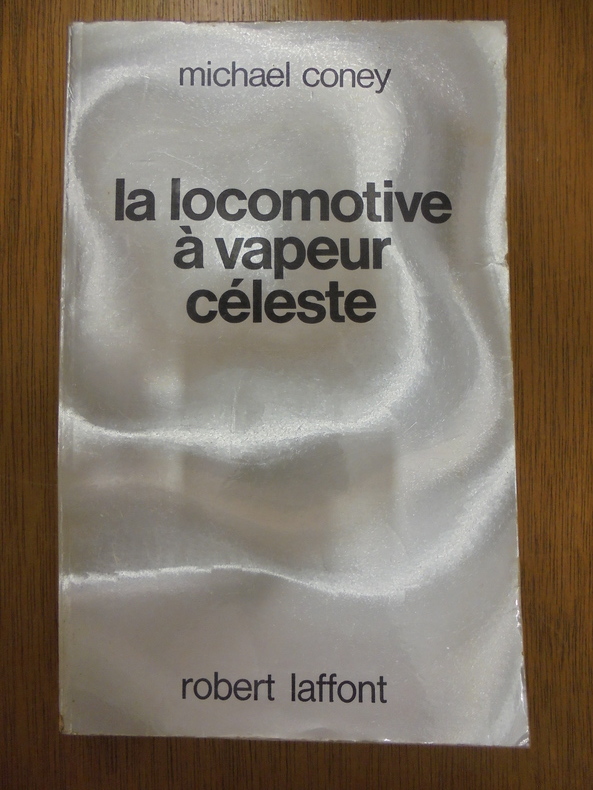 michael coney
la locomotive
à vapeur
céleste
robert laffont